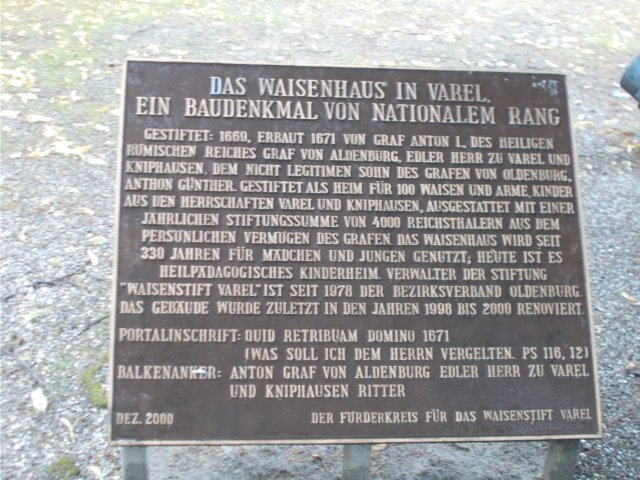 DAS WAISENHAUS IN VAREL,
EIN BAUDENKMAL VON NATIONALEM RANG
GESTIFTET: 1669, ERBAUT 1671 VON GRAF ANTON I., DES HEILIGEN
RÖMISCHEN REICHES GRAF VON ALDENBURG, EDLER HERR ZU VAREL UND
KNIPHAUSEN, DEM NICHT LEGITIMEN SOHN DES GRAFEN VON OLDENBURG,
ANTHON GÜNTHER. GESTIFTET ALS HEIM FÜR 100 WAISEN UND ARME KINDER
AUS DEN HERRSCHAFTEN VAREL UND KNIPHAUSEN, AUSGESTATTET MIT EINER
JÄHRLICHEN STIFTUNGSSUMME VON 4000 REICHSTHALERN AUS DEM
PERSÖNLICHEN VERMÖGEN DES GRAFEN. DAS WAISENHAUS WIRD SEIT
330 JAHREN FÜR MÄDCHEN UND JUNGEN GENUTZT; HEUTE IST ES
HEILPÄDAGOGISCHES KINDERHEIM. VERWALTER DER STIFTUNG
"WAISENSTIFT VAREL" IST SEIT 1978 DER BEZIRKSVERBAND OLDENBURG.
DAS GEBÄUDE WURDE ZULETZT IN DEN JAHREN 1998 BIS 2000 RENOVIERT.
PORTALINSCHRIFT: QUID RETRIBUAM DOMINO 1671
(WAS SOLL ICH DEM HERRN VERGELTEN. PS 116, 12)
BALKENANKER: ANTON GRAF VON ALDENBURG EDLER HERR ZU VAREL
UND KNIPHAUSEN RITTER
DEZ. 2000 DER FÖRDERKREIS FÜR DAS WAISENSTIFT VAREL